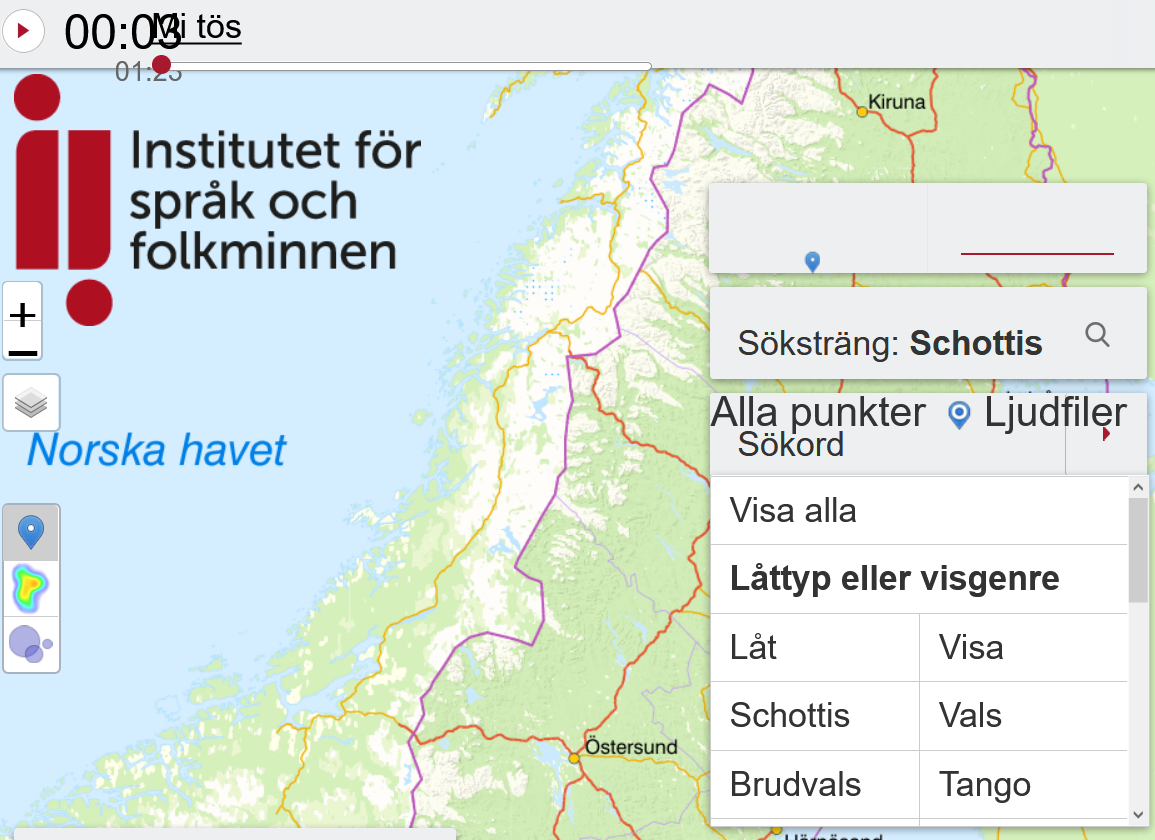 00:03 Mi tös
01:23
Institutet för
språk och
folkminnen
Kiruna
Söksträng: Schottis
Alla punkter Ljudfiler
Sökord
Norska havet
Visa alla
Låttyp eller visgenre
Låt Visa
Schottis Vals
Brudvals Tango
Östersund